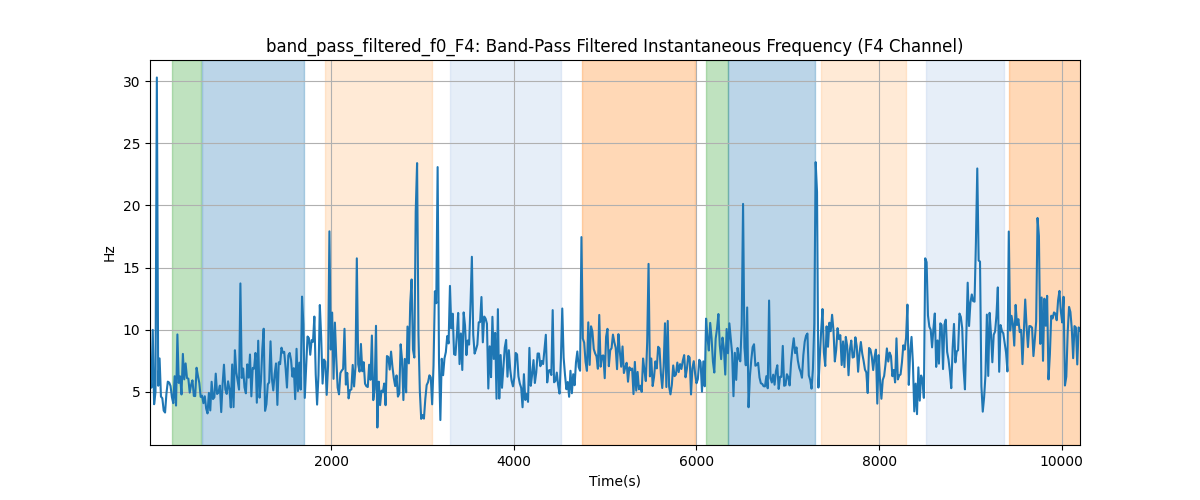 band_pass_filtered_f0_F4: Band-Pass Filtered Instantaneous Frequency (F4 Channel)
30
25
20
15
10
5
Hz
2000 4000 6000 8000 10000
Time(s)